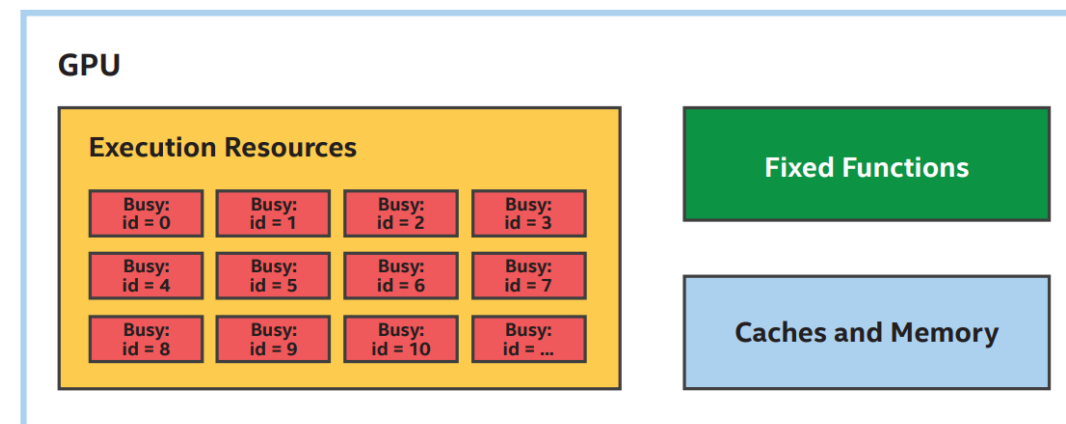 GPU
Execution Resources
Busy:
id = 0
Busy:
id = 1
Busy:
id = 2
Busy:
id = 3
Busy:
id = 4
Busy:
id = 5
Busy:
id = 6
Busy:
id = 7
Busy:
id = 8
Busy:
id = 9
Busy:
id = 10
Busy:
id = ...
Fixed Functions
Caches and Memory